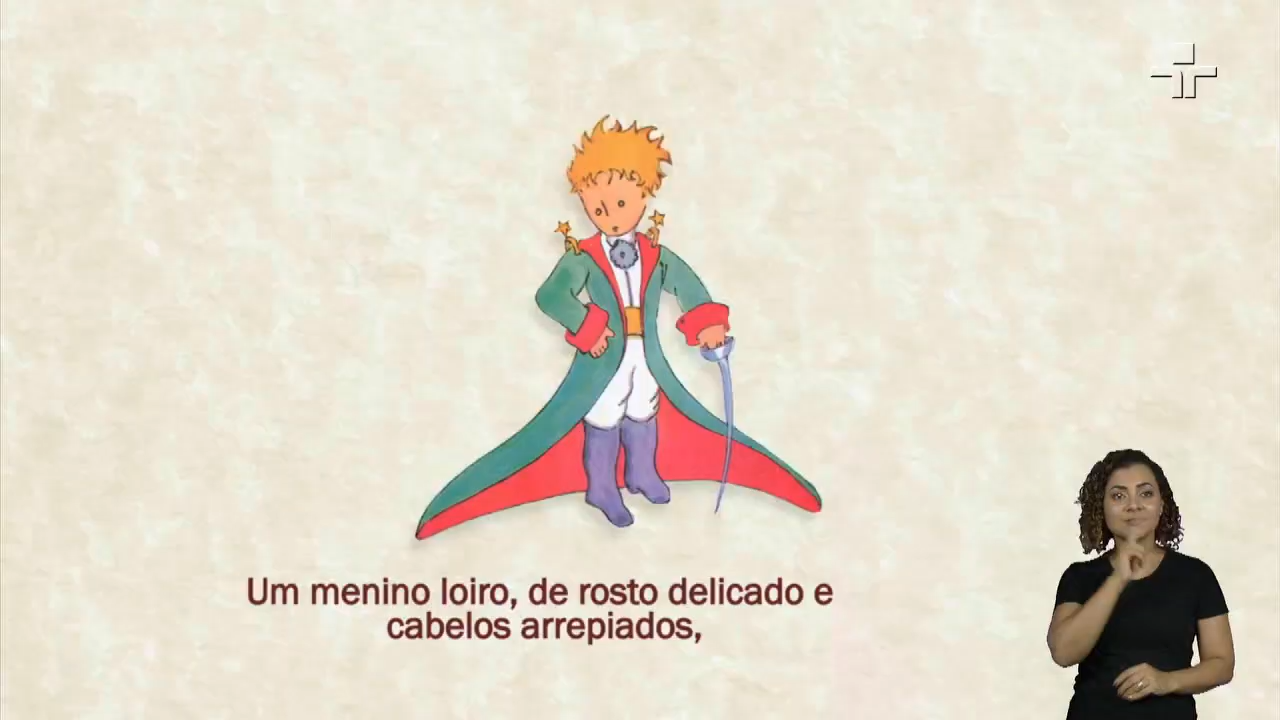 Um menino loiro, de rosto delicado e
cabelos arrepiados,